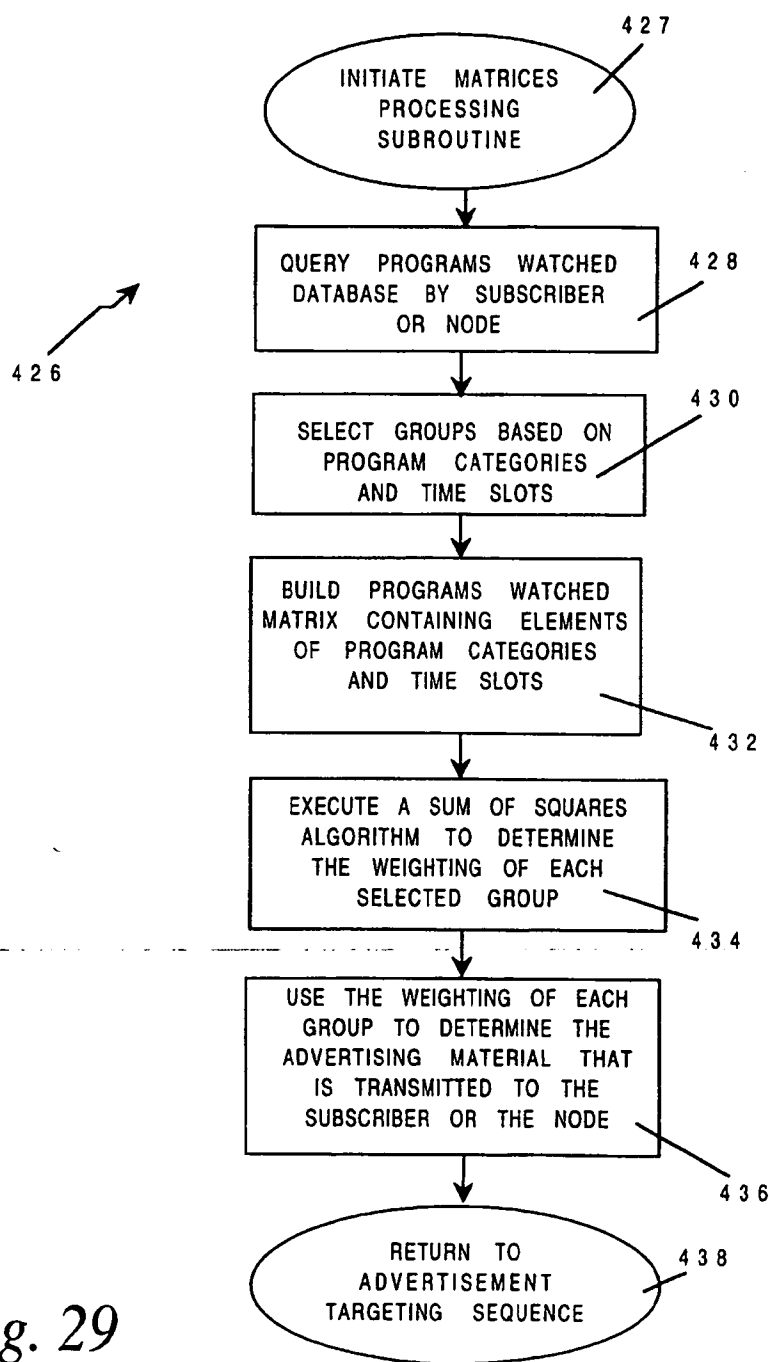 427
INITIATE MATRICES
PROCESSING
SUBROUTINE
QUERY PROGRAMS WATCHED
DATABASE BY SUBSCRIBER
OR NODE
428
426
430
SELECT GROUPS BASED ON
PROGRAM CATEGORIES
AND TIME SLOTS
BUILD PROGRAMS WATCHED
MATRIX CONTAINING ELEMENTS
OF PROGRAM CATEGORIES
AND TIME SLOTS
432
EXECUTE A SUM OF SQUARES
ALGORITHM TO DETERMINE
THE WEIGHTING OF EACH
SELECTED GROUP
434
USE THE WEIGHTING OF EACH
GROUP TO DETERMINE THE
ADVERTISING MATERIAL THAT
IS TRANSMITTED TO THE
SUBSCRIBER OR THE NODE
436
RETURN TO
ADVERTISEMENT
TARGETING SEQUENCE
438
g. 29